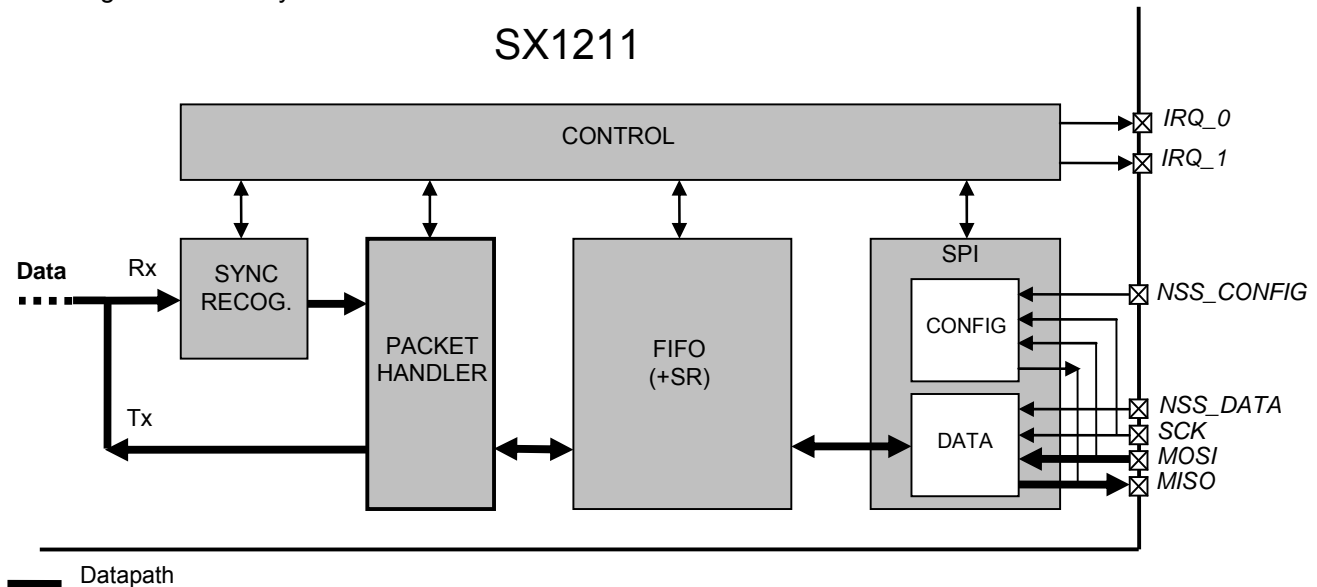 SX1211
CONTROL
IRQ_0
IRQ_1
Data
Rx
SYNC
RECOG.
PACKET
HANDLER
FIFO
(+SR)
SPI
CONFIG
NSS_CONFIG
Tx
DATA
NSS_DATA
SCK
MOSI
MISO
Datapath